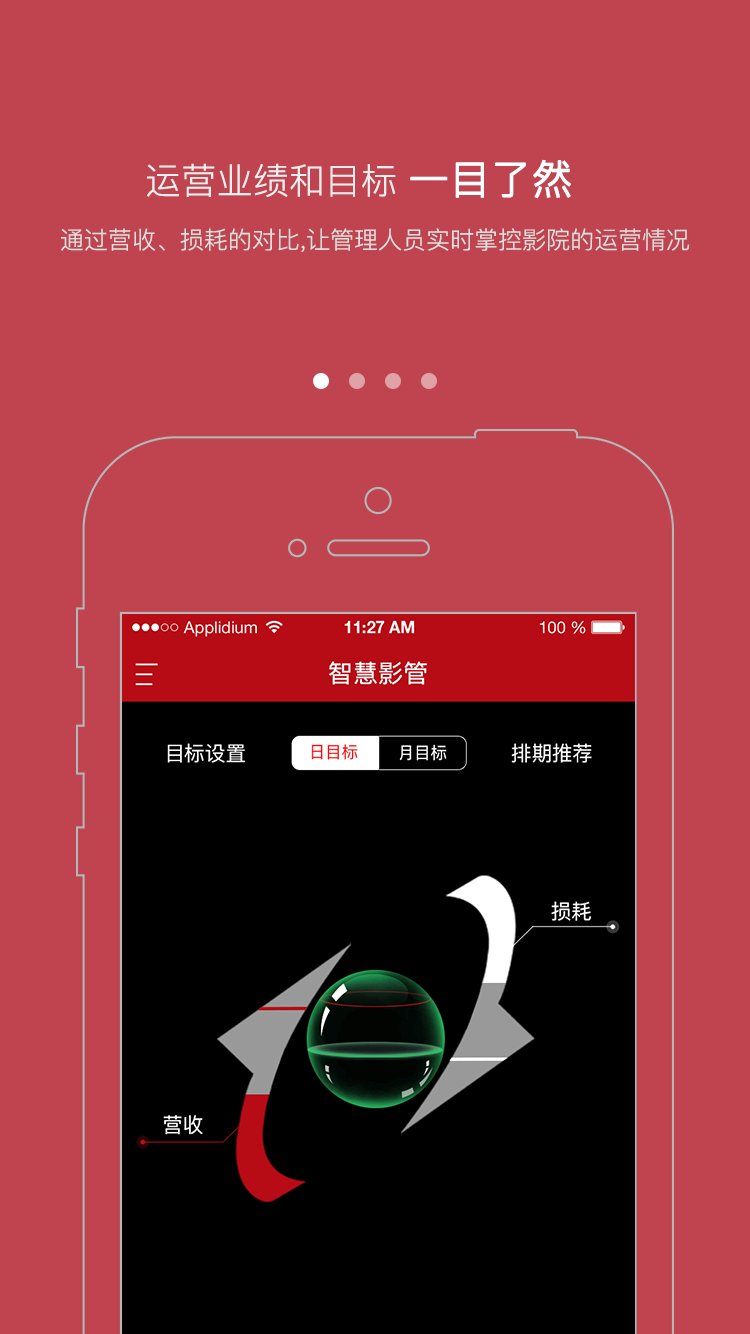 运营业绩和目标 一目了然
通过营收、损耗的对比,让管理人员实时掌控影院的运营情况
Applidium 11:27 AM 100 %
智慧影管
目标设置 日目标 月目标 排期推荐
损耗
营收